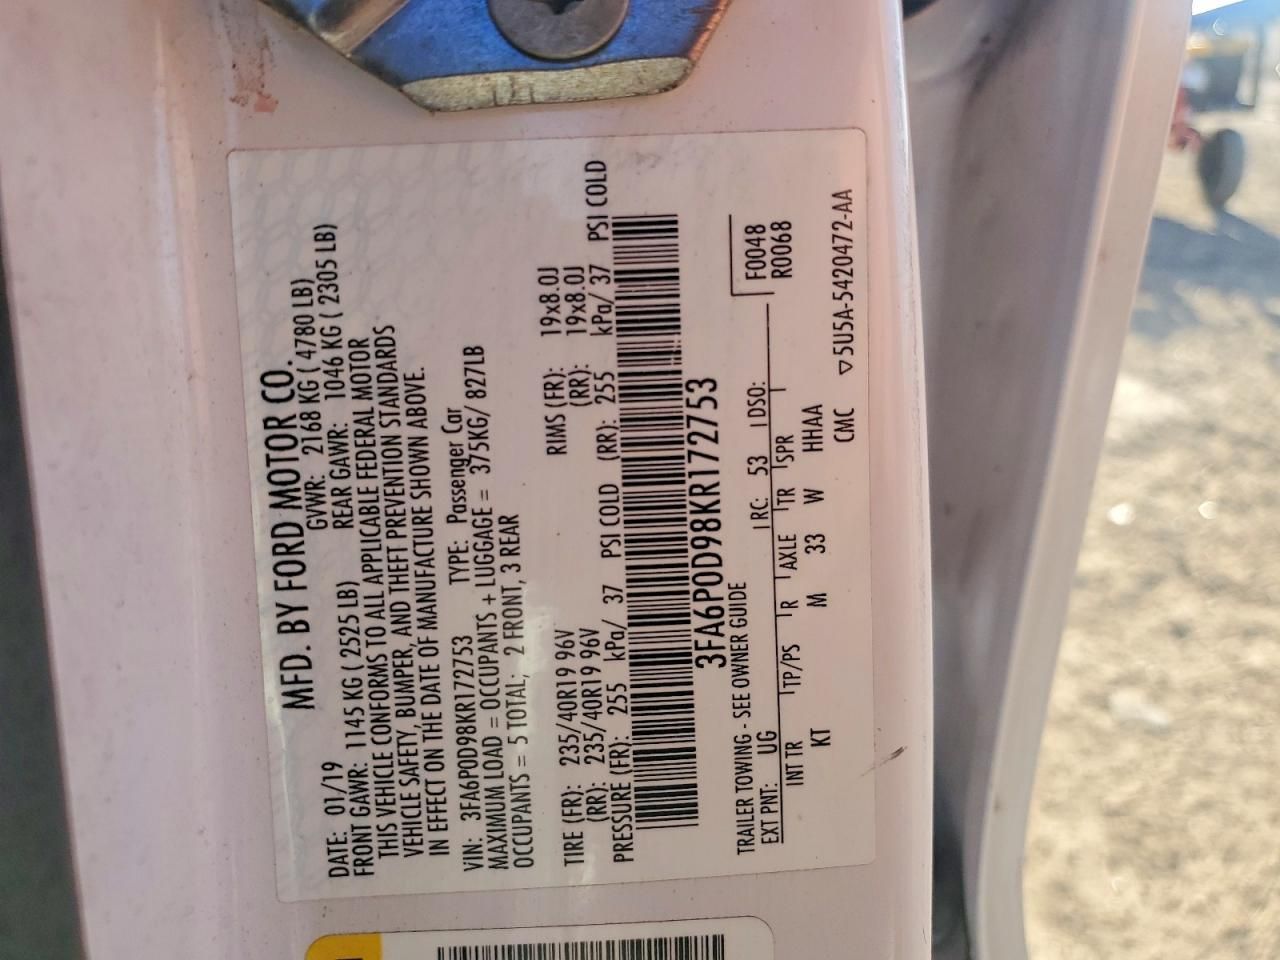 MFD. BY FORD MOTOR CO.
DATE: 01/19 GVWR: 2168 KG ( 4780 LB)
FRONT GAWR: 1145 KG ( 2525 LB) REAR GAWR: 1046 KG ( 2305 LB)
THIS VEHICLE CONFORMS TO ALL APPLICABLE FEDERAL MOTOR
VEHICLE SAFETY, BUMPER, AND THEFT PREVENTION STANDARDS
IN EFFECT ON THE DATE OF MANUFACTURE SHOWN ABOVE.
VIN: 3FA6P0D98KR172753 TYPE: Passenger Car
MAXIMUM LOAD = OCCUPANTS + LUGGAGE = 375KG/ 827LB
OCCUPANTS = 5 TOTAL; 2 FRONT, 3 REAR
TIRE (FR): 235/40R19 96V RIMS (FR): 19x8.0J
(RR): 235/40R19 96V (RR): 19x8.0J
PRESSURE (FR): 255 kPa/ 37 PSI COLD (RR): 255 kPa/ 37 PSI COLD
3FA6P0D98KR172753
TRAILER TOWING - SEE OWNER GUIDE
F0048
R0068
EXT PNT: UG RC: 53 DSO:
INT TR TP/PS R AXLE TR SPR
KT M 33 W HHAA
CMC ▽5U5A-5420472-AA